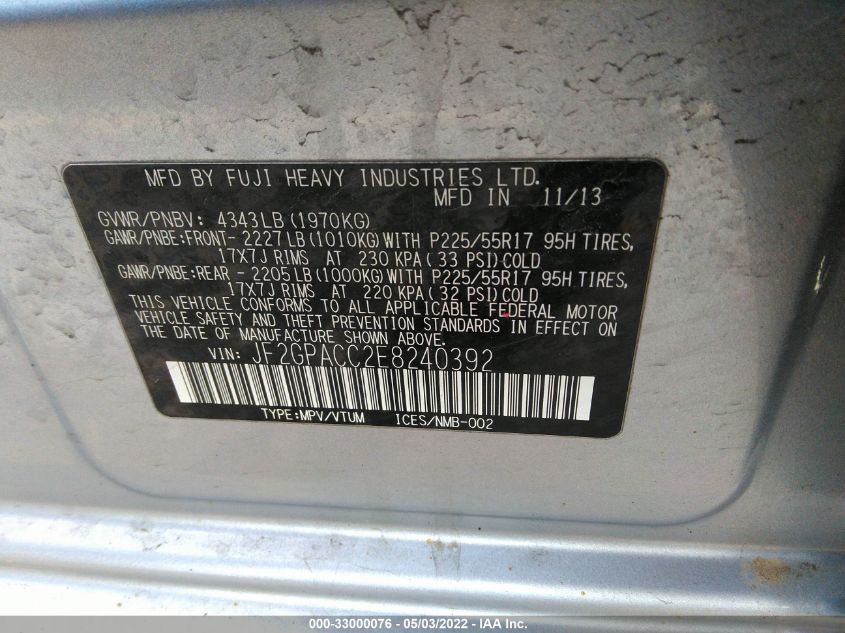 MFD BY FUJI HEAVY INDUSTRIES LTD.
MFD IN 11/13
GVWR/PNBV: 4343LB (1970KG)
GAWR/PNBE:FRONT- 2227LB (1010KG) WITH P225/55R17 95H TIRES,
17X7J RIMS AT 230 KPA (33 PSI) COLD
GAWR/PNBE:REAR - 2205LB (1000KG) WITH P225/55R17 95H TIRES,
17X7J RIMS AT 220 KPA (32 PSI) COLD
THIS VEHICLE CONFORMS TO ALL APPLICABLE FEDERAL MOTOR
VEHICLE SAFETY AND THEFT PREVENTION STANDARDS IN EFFECT ON
THE DATE OF MANUFACTURE SHOWN ABOVE.
VIN: JF2GPACC2E8240392
TYPE:MPV/VTUM ICES/NMB-002
000-33000076 - 05/03/2022 - IAA Inc.